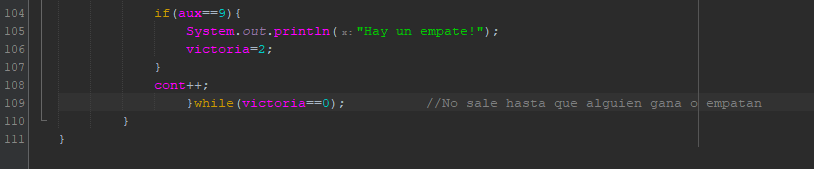 104 if(aux==9){
105 System.out.println( x: "Hay un empate!");
106 victoria=2;
107 }
108 cont++;
109 }while(victoria==0); //No sale hasta que alguien gana o empatan
110 }
111 }